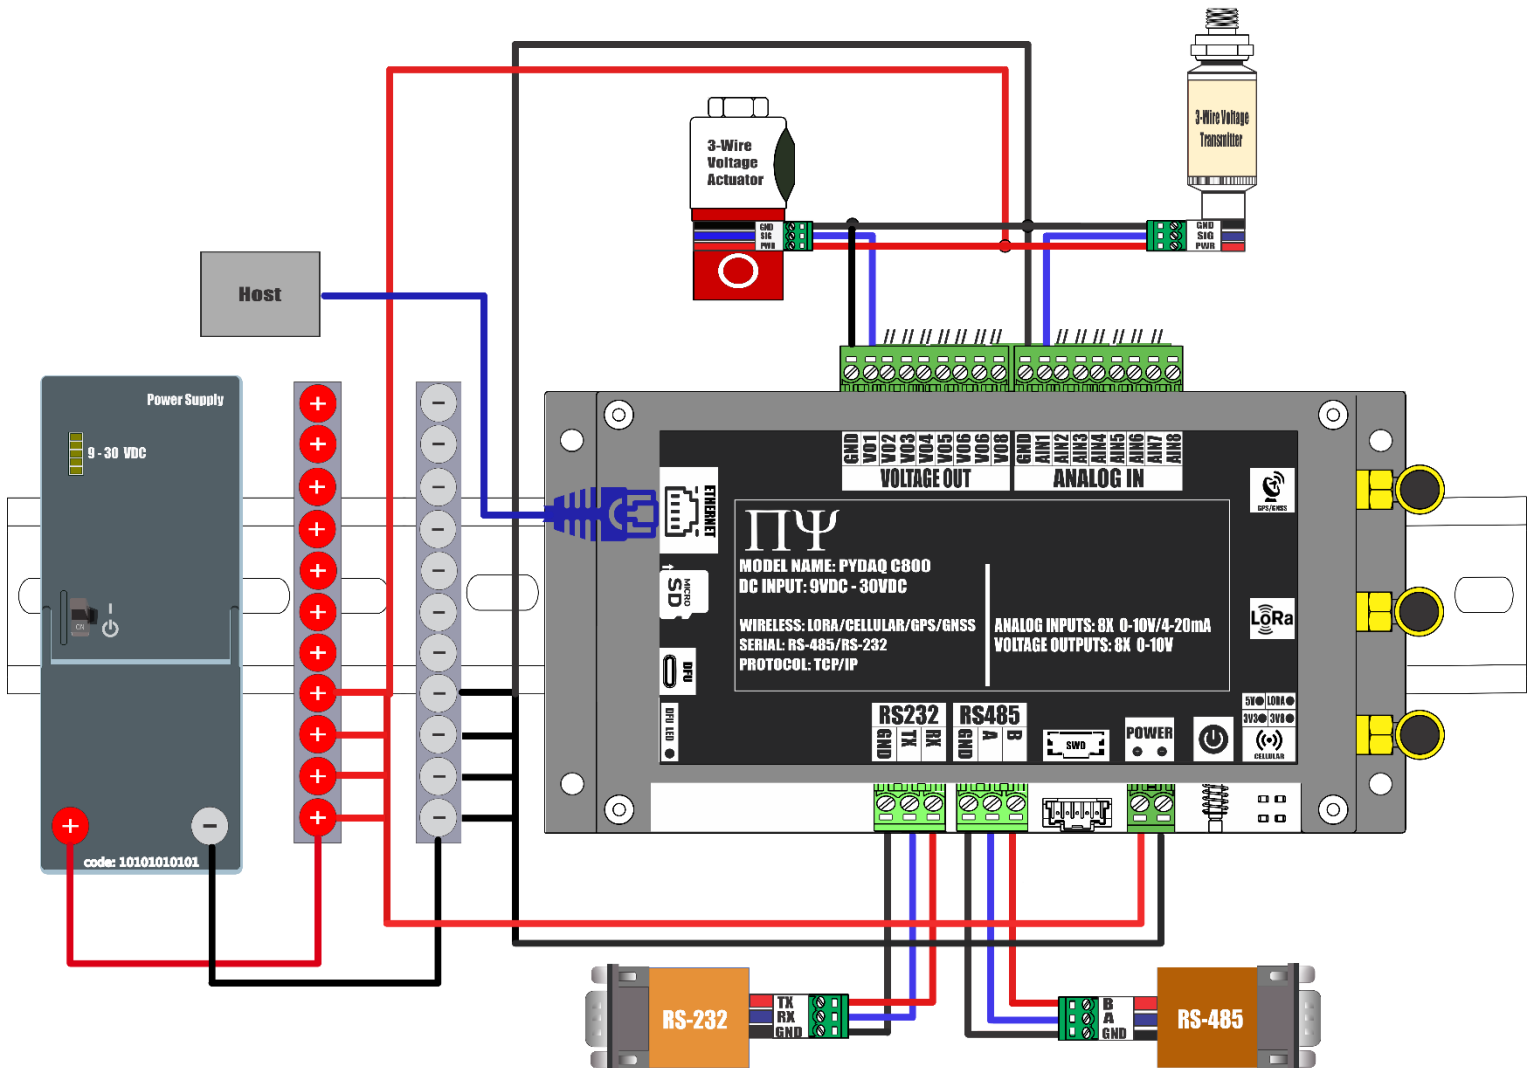 3-Wire
Voltage
Actuator
GND
SIG
PWR
3-Wire Voltage
Transmitter
GND
SIG
PWR
Host
Power Supply
9 - 30 VDC
ON
code: 10101010101
GND
VO1
VO2
VO3
VO4
VO5
VO6
VO6
VO8
VOLTAGE OUT
GND
AIN1
AIN2
AIN3
AIN4
AIN5
AIN6
AIN7
AIN8
ANALOG IN
ETHERNET
MICRO
SD
DFU
DFU LED
ΠΨ
MODEL NAME: PYDAQ C800
DC INPUT: 9VDC - 30VDC
WIRELESS: LORA/CELLULAR/GPS/GNSS
SERIAL: RS-485/RS-232
PROTOCOL: TCP/IP
ANALOG INPUTS: 8X 0-10V/4-20mA
VOLTAGE OUTPUTS: 8X 0-10V
GPS/GNSS
LoRa
5V LORA
3V3 3V8
CELLULAR
RS232
GND
TX
RX
RS485
GND
A
B
SWD
POWER
RS-232
TX
RX
GND
B
A
GND
RS-485